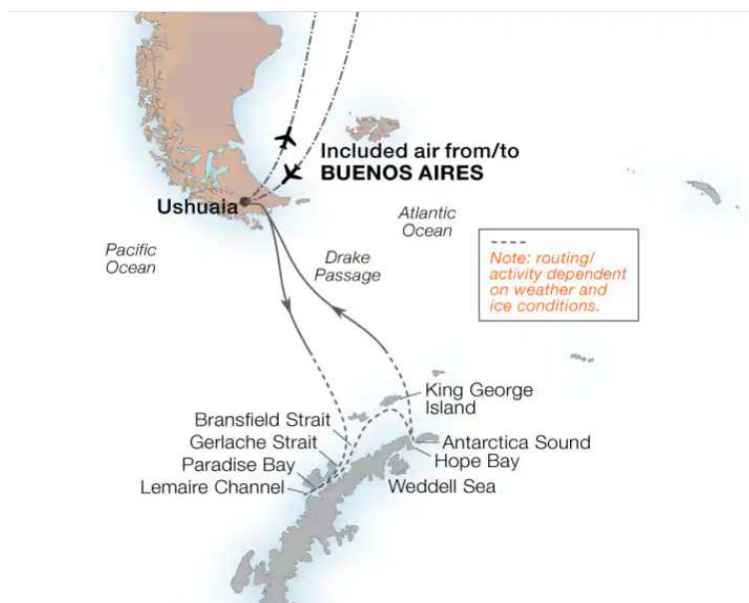 Included air from/to
BUENOS AIRES
Ushuaia
Atlantic
Ocean
Pacific
Ocean
Drake
Passage
Note: routing/
activity dependent
on weather and
ice conditions.
King George
Island
Bransfield Strait
Gerlache Strait
Antarctica Sound
Paradise Bay
Hope Bay
Lemaire Channel
Weddell Sea